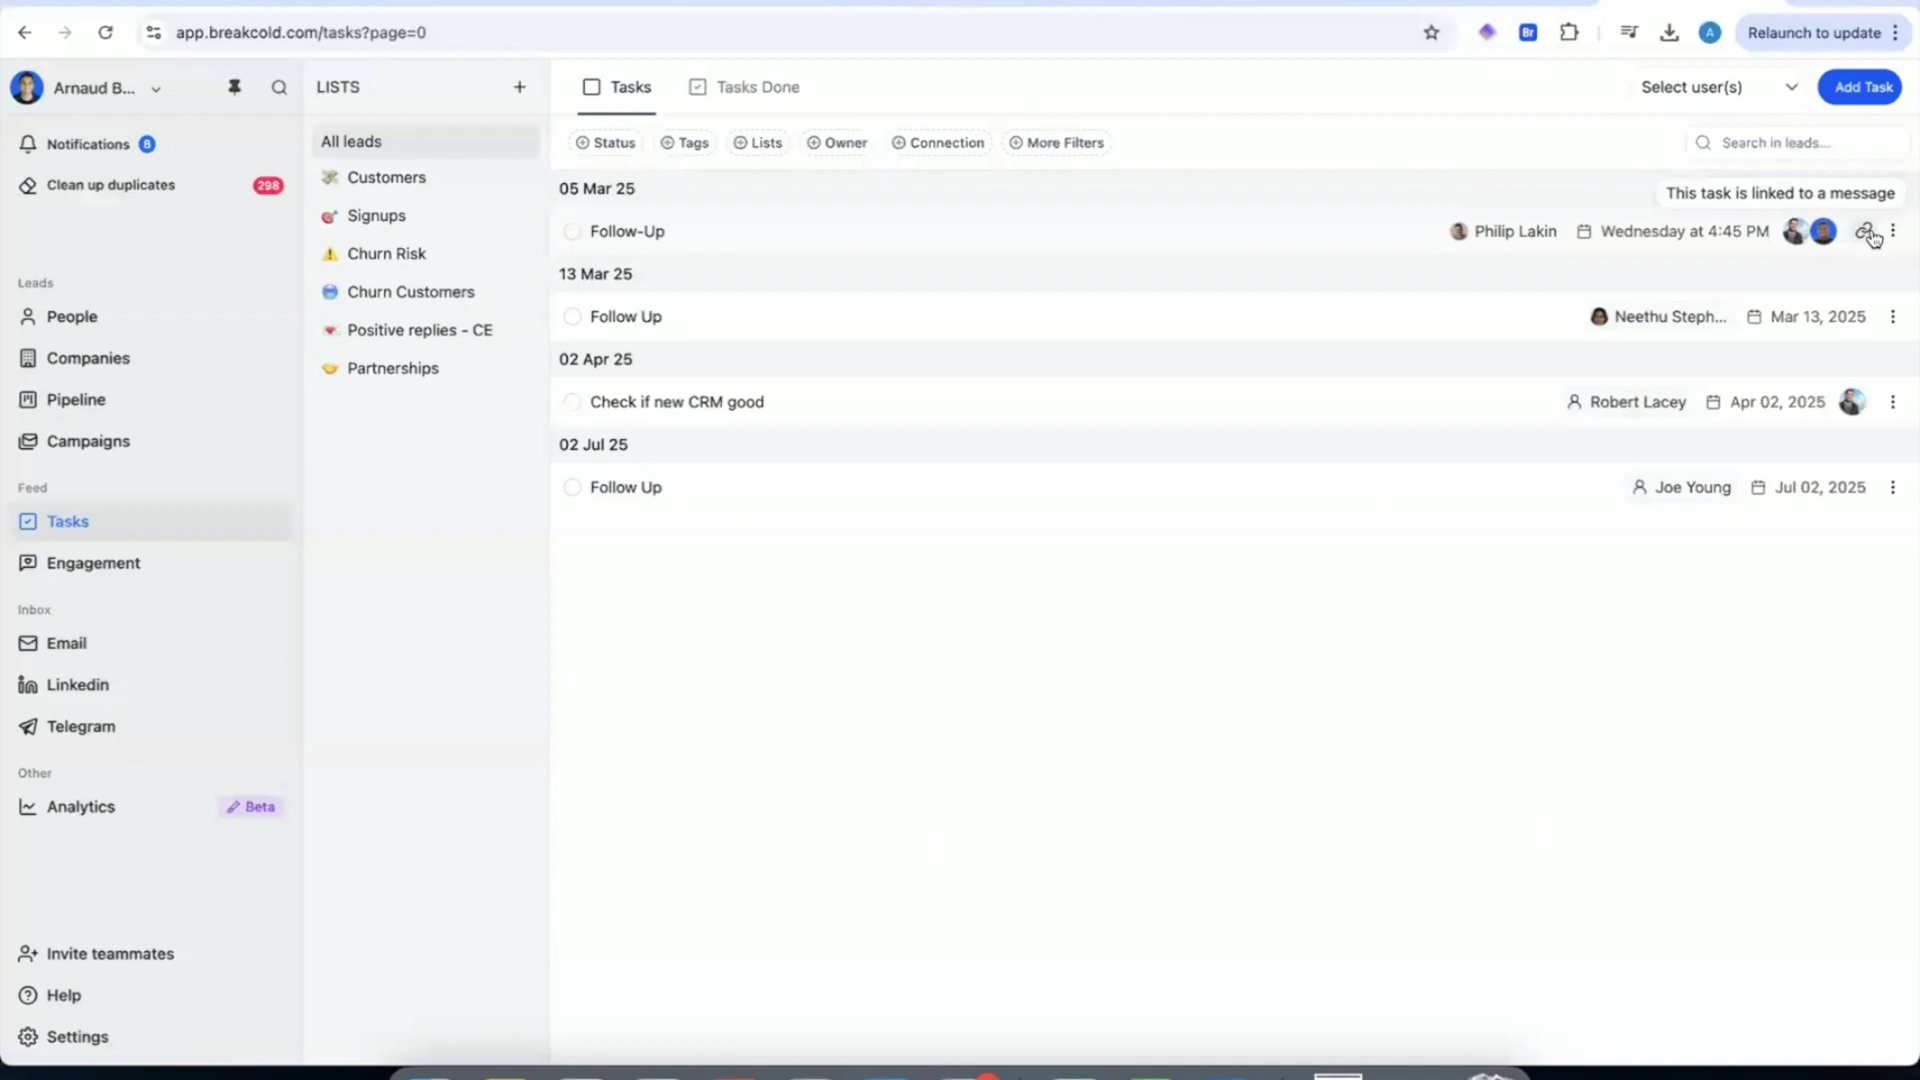 app.breakcold.com/tasks?page=0
Br
A
Relaunch to update
Arnaud B...
Notifications 8
Clean up duplicates 298
Leads
People
Companies
Pipeline
Campaigns
Feed
Tasks
Engagement
Inbox
Email
Linkedin
Telegram
Other
Analytics Beta
Invite teammates
Help
Settings
LISTS
All leads
Customers
Signups
Churn Risk
Churn Customers
Positive replies - CE
Partnerships
Tasks
Tasks Done
Select user(s)
Add Task
Status
Tags
Lists
Owner
Connection
More Filters
Search in leads...
05 Mar 25
This task is linked to a message
Follow-Up Philip Lakin Wednesday at 4:45 PM
13 Mar 25
Follow Up Neethu Steph... Mar 13, 2025
02 Apr 25
Check if new CRM good Robert Lacey Apr 02, 2025
02 Jul 25
Follow Up Joe Young Jul 02, 2025